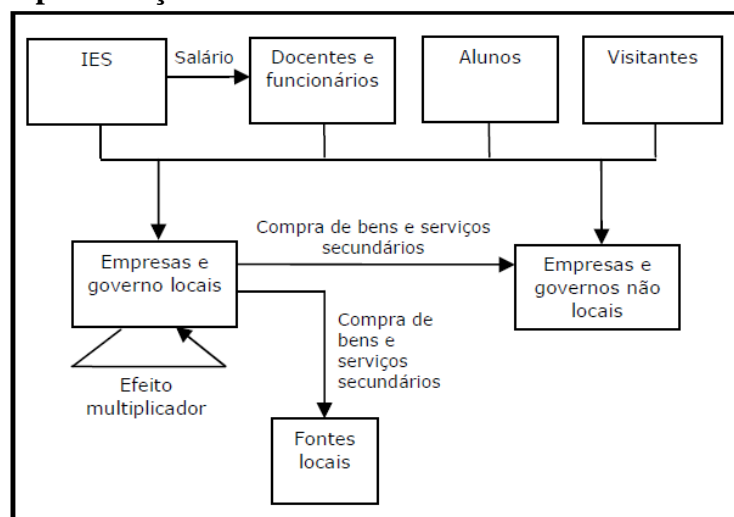 IES
Salário
Docentes e
funcionários
Alunos
Visitantes
Compra de bens e serviços
secundários
Empresas e
governo locais
Empresas e
governos não
locais
Compra de
bens e
serviços
secundários
Efeito
multiplicador
Fontes
locais